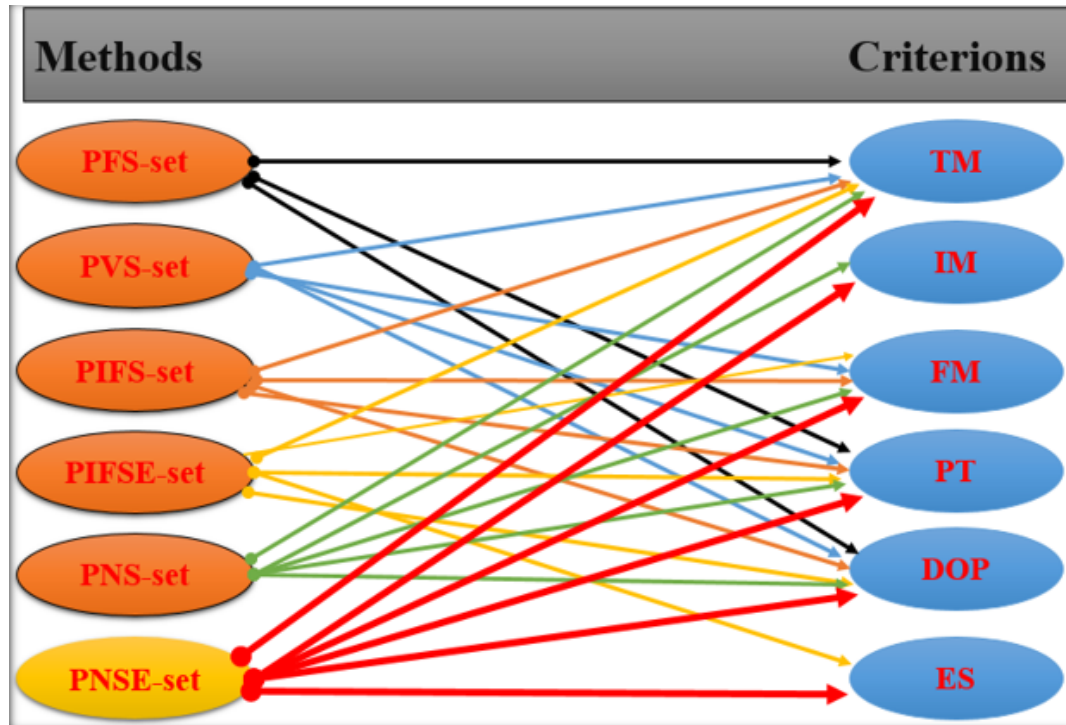 Methods Criterions
PFS-set TM
PVS-set IM
PIFS-set FM
PIFSE-set PT
PNS-set DOP
PNSE-set ES